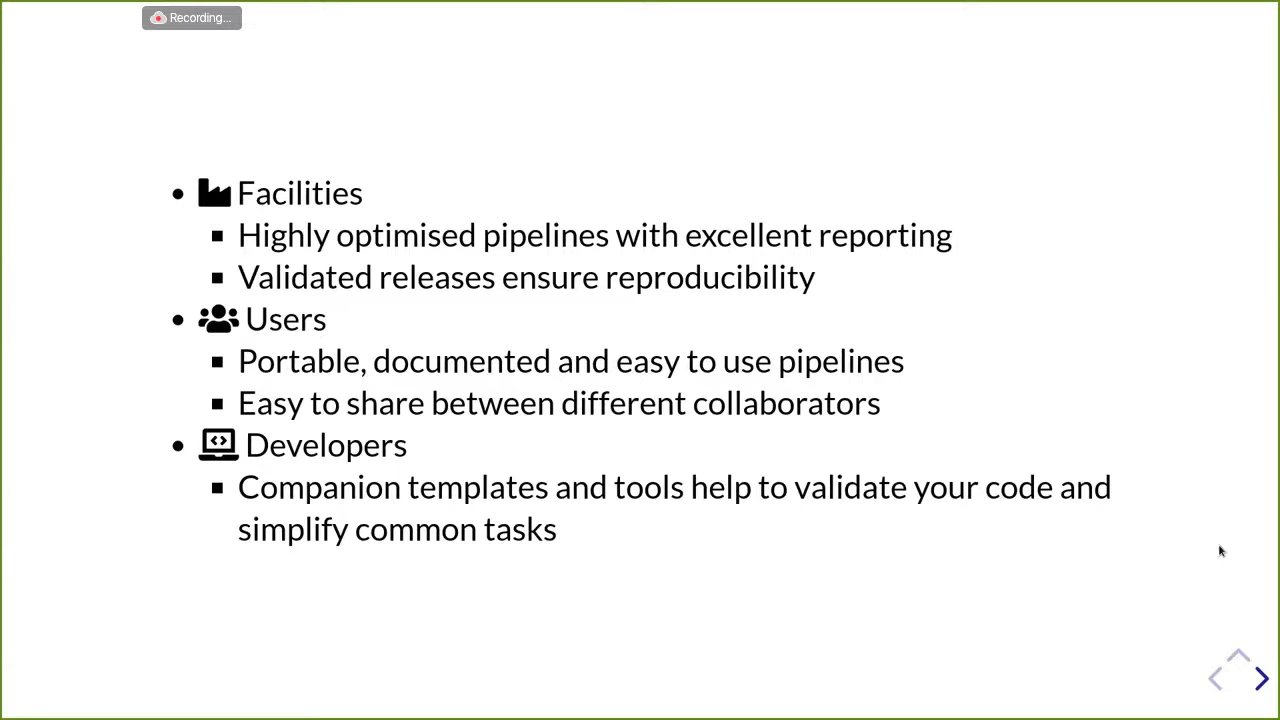 Recording...
Facilities
Highly optimised pipelines with excellent reporting
Validated releases ensure reproducibility
Users
Portable, documented and easy to use pipelines
Easy to share between different collaborators
Developers
Companion templates and tools help to validate your code and
simplify common tasks